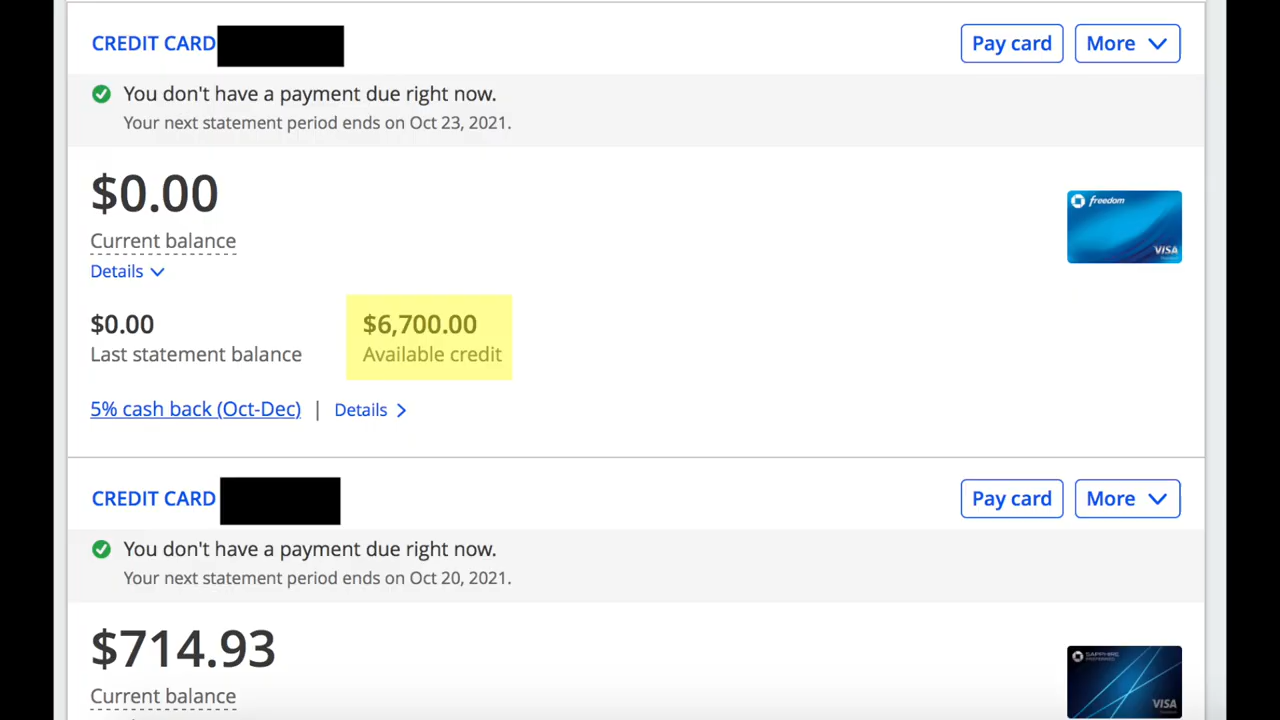 CREDIT CARD
Pay card
More
You don't have a payment due right now.
Your next statement period ends on Oct 23, 2021.
$0.00
freedom
VISA
Current balance
Details
$0.00
$6,700.00
Last statement balance
Available credit
5% cash back (Oct-Dec) | Details
CREDIT CARD
Pay card
More
You don't have a payment due right now.
Your next statement period ends on Oct 20, 2021.
$714.93
SAPPHIRE
PREFERRED
VISA
Current balance